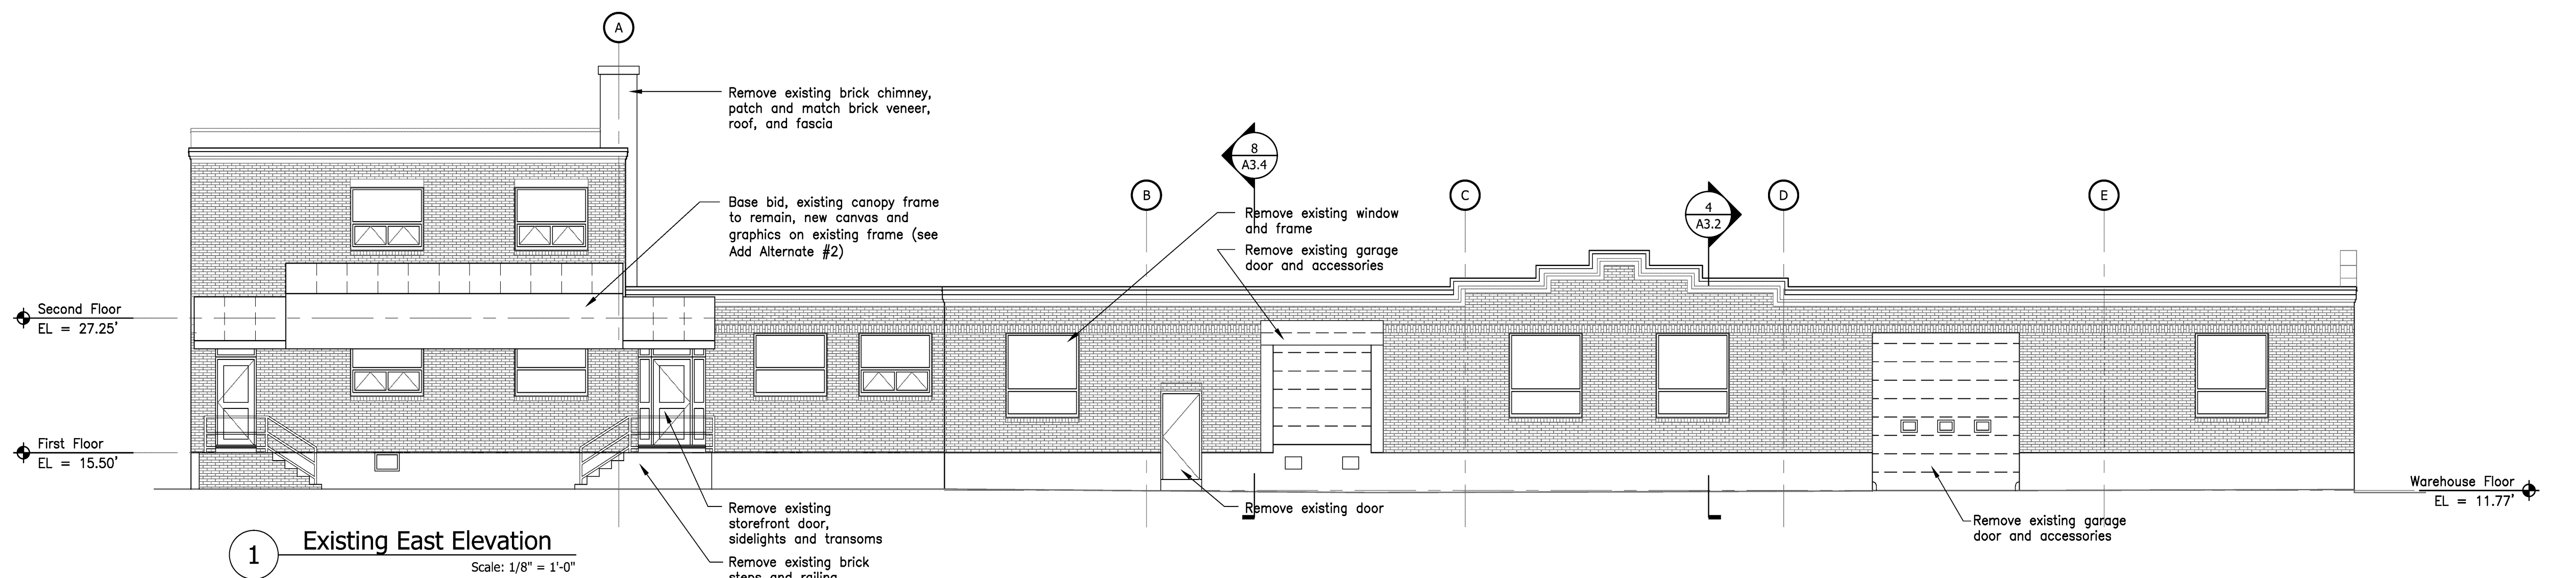 A
Remove existing brick chimney,
patch and match brick veneer,
roof, and fascia
8
A3.4
Base bid, existing canopy frame
to remain, new canvas and
graphics on existing frame (see
Add Alternate #2)
B
Remove existing window
and frame
Remove existing garage
door and accessories
C
4
A3.2
D
E
Second Floor
EL = 27.25'
First Floor
EL = 15.50'
Warehouse Floor
EL = 11.77'
Remove existing
storefront door,
sidelights and transoms
Remove existing brick
steps and railing
Remove existing door
Remove existing garage
door and accessories
1
Existing East Elevation
Scale: 1/8" = 1'-0"